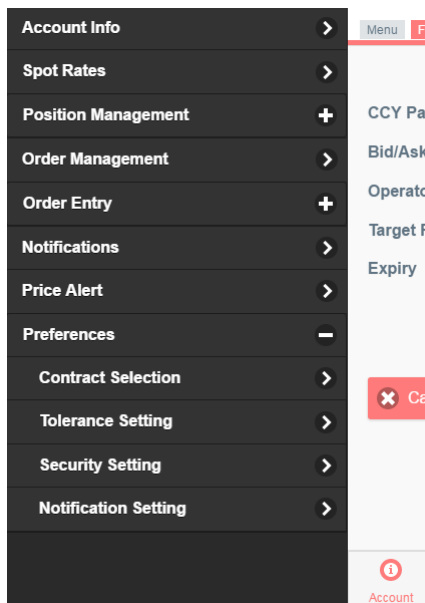 Account Info
Spot Rates
Position Management
Order Management
Order Entry
Notifications
Price Alert
Preferences
Contract Selection
Tolerance Setting
Security Setting
Notification Setting
Menu F
CCY Pa
Bid/Ask
Operato
Target
Expiry
Ca
Account